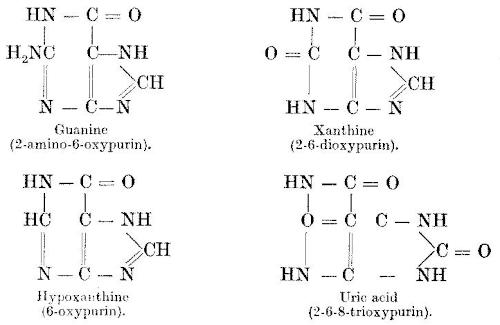 HN – C = O
H₂NC C—NH
CH
N – C – N
Guanine
(2-amino-6-oxypurin).
HN – C = O
O = C C – NH
CH
HN – C – N
Xanthine
(2-6-dioxypurin).
HN – C = O
HC C – NH
CH
N – C – N
Hypoxanthine
(6-oxypurin).
HN – C = O
O = C C – NH
C = O
HN – C – NH
Uric acid
(2-6-8-trioxypurin).